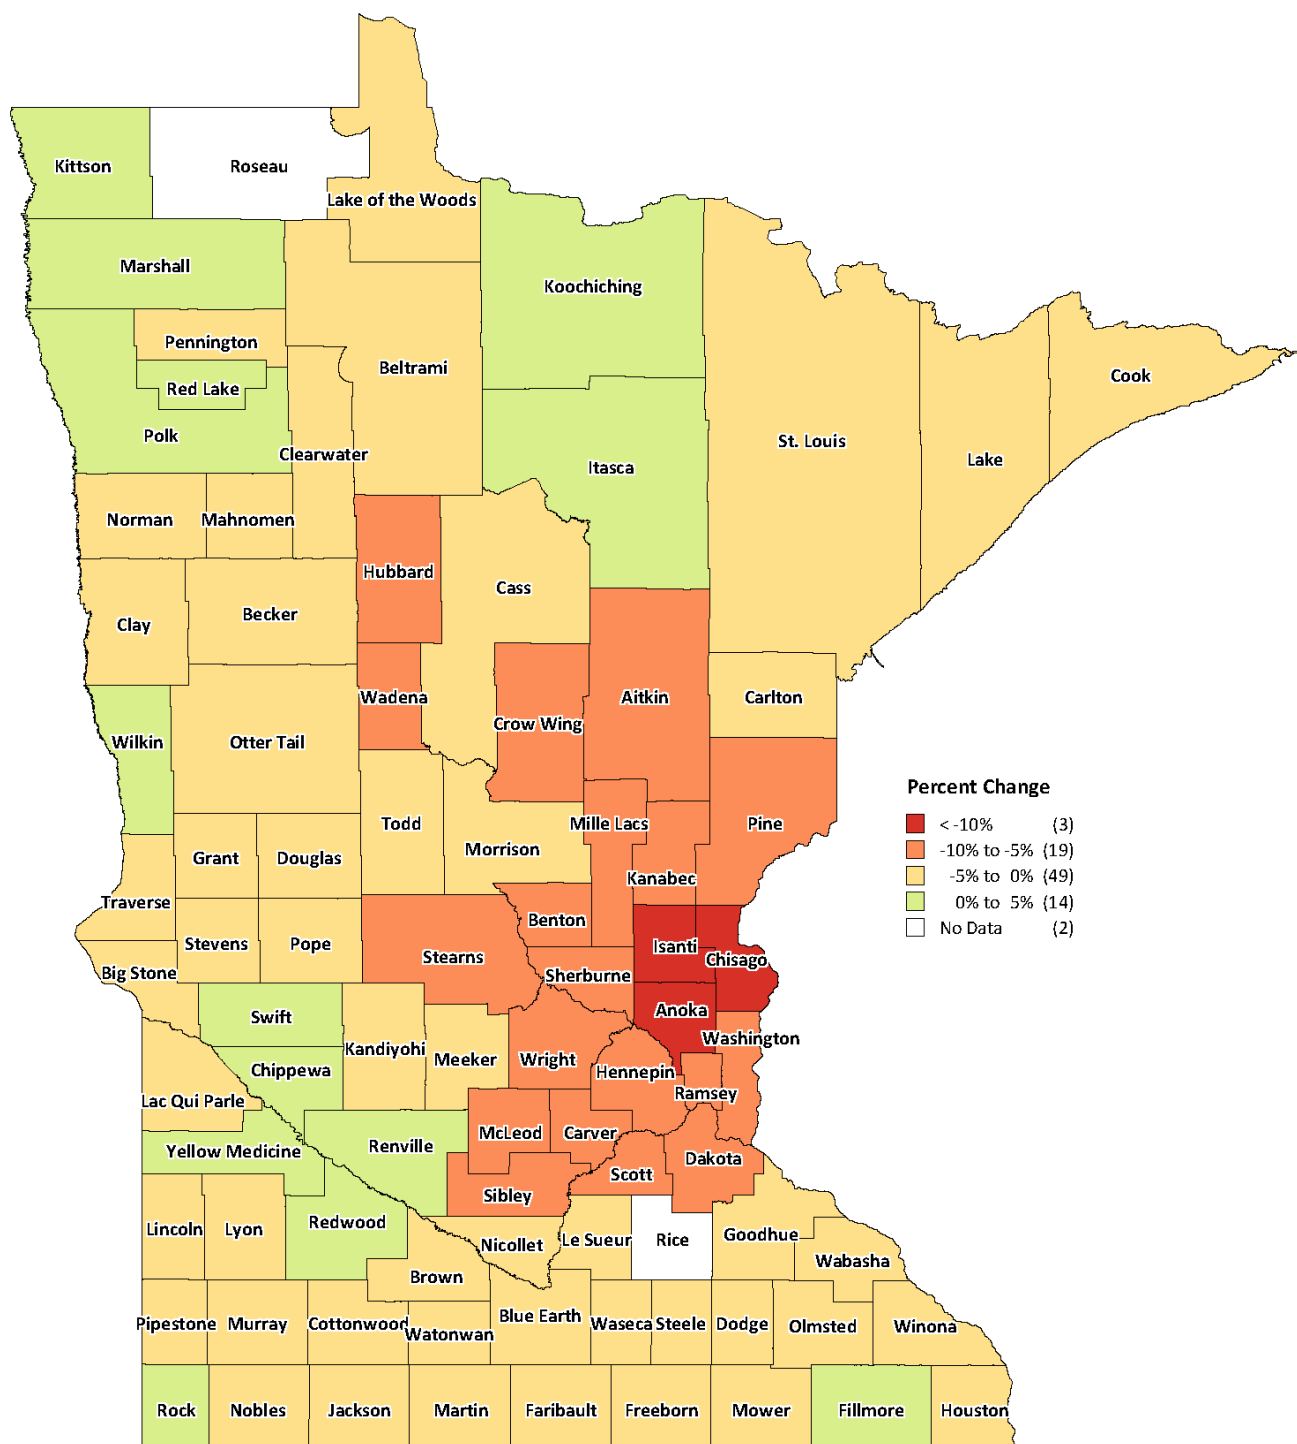 Kittson
Roseau
Lake of the Woods
Marshall
Koochiching
Pennington
Beltrami
Red Lake
Cook
Polk
St. Louis
Clearwater
Lake
Itasca
Norman
Mahnomen
Hubbard
Cass
Becker
Clay
Wadena
Aitkin
Carlton
Crow Wing
Wilkin
Otter Tail
Percent Change
< -10% (3)
-10% to -5% (19)
-5% to 0% (49)
0% to 5% (14)
No Data (2)
Todd
Mille Lacs
Pine
Morrison
Grant
Douglas
Kanabec
Traverse
Benton
Stevens
Pope
Isanti
Stearns
Chisago
Big Stone
Sherburne
Anoka
Swift
Washington
Kandiyohi
Meeker
Wright
Chippewa
Hennepin
Ramsey
Lac Qui Parle
McLeod
Carver
Renville
Yellow Medicine
Dakota
Scott
Sibley
Redwood
Lincoln
Lyon
Goodhue
Le Sueur
Rice
Nicollet
Wabasha
Brown
Blue Earth
Pipestone
Murray
Cottonwood
Waseca
Steele
Dodge
Olmsted
Winona
Watonwan
Rock
Nobles
Jackson
Martin
Faribault
Freeborn
Mower
Fillmore
Houston